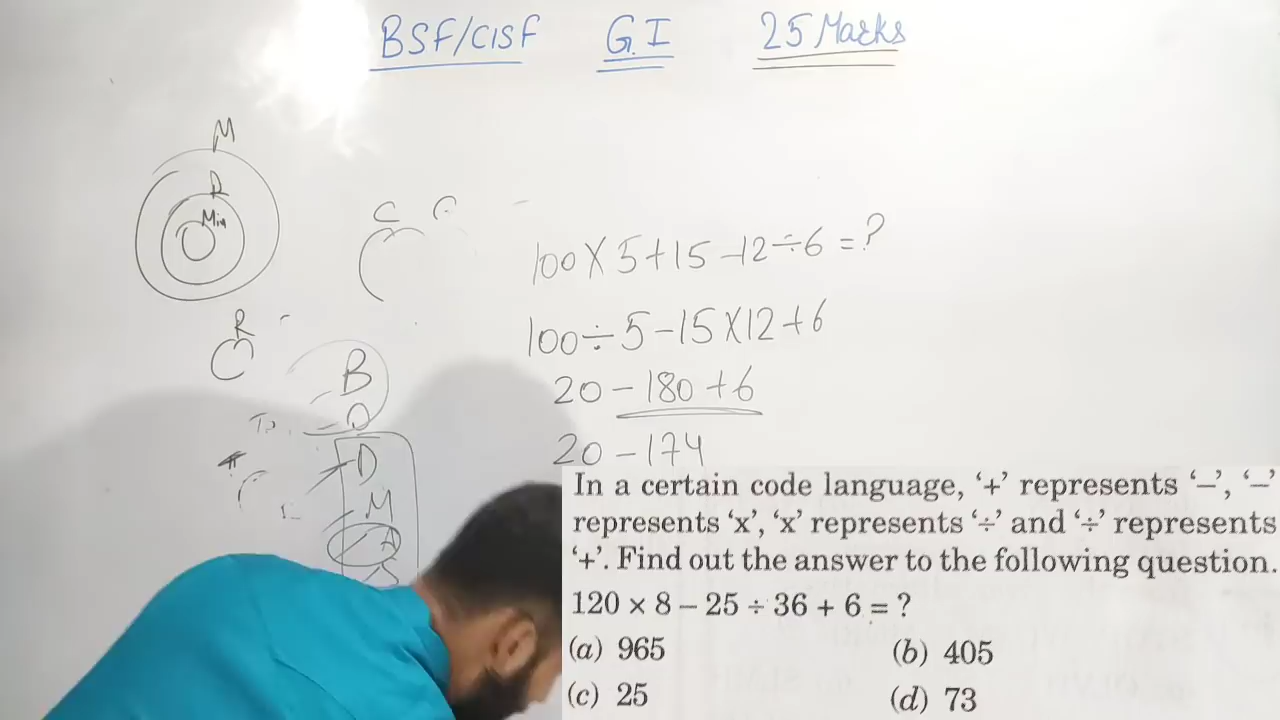 BSF/CISF G.I 25 Marks
M
R
Min
C
100 X 5 + 15 - 12 ÷ 6 = ?
R
100 ÷ 5 - 15 X 12 + 6
B
20 - 180 + 6
O
D
20 - 174
M
A
S
In a certain code language, ‘+’ represents ‘–’, ‘–’
represents ‘x’, ‘x’ represents ‘÷’ and ‘÷’ represents
‘+’. Find out the answer to the following question.
120 × 8 – 25 ÷ 36 + 6 = ?
(a) 965 (b) 405
(c) 25 (d) 73